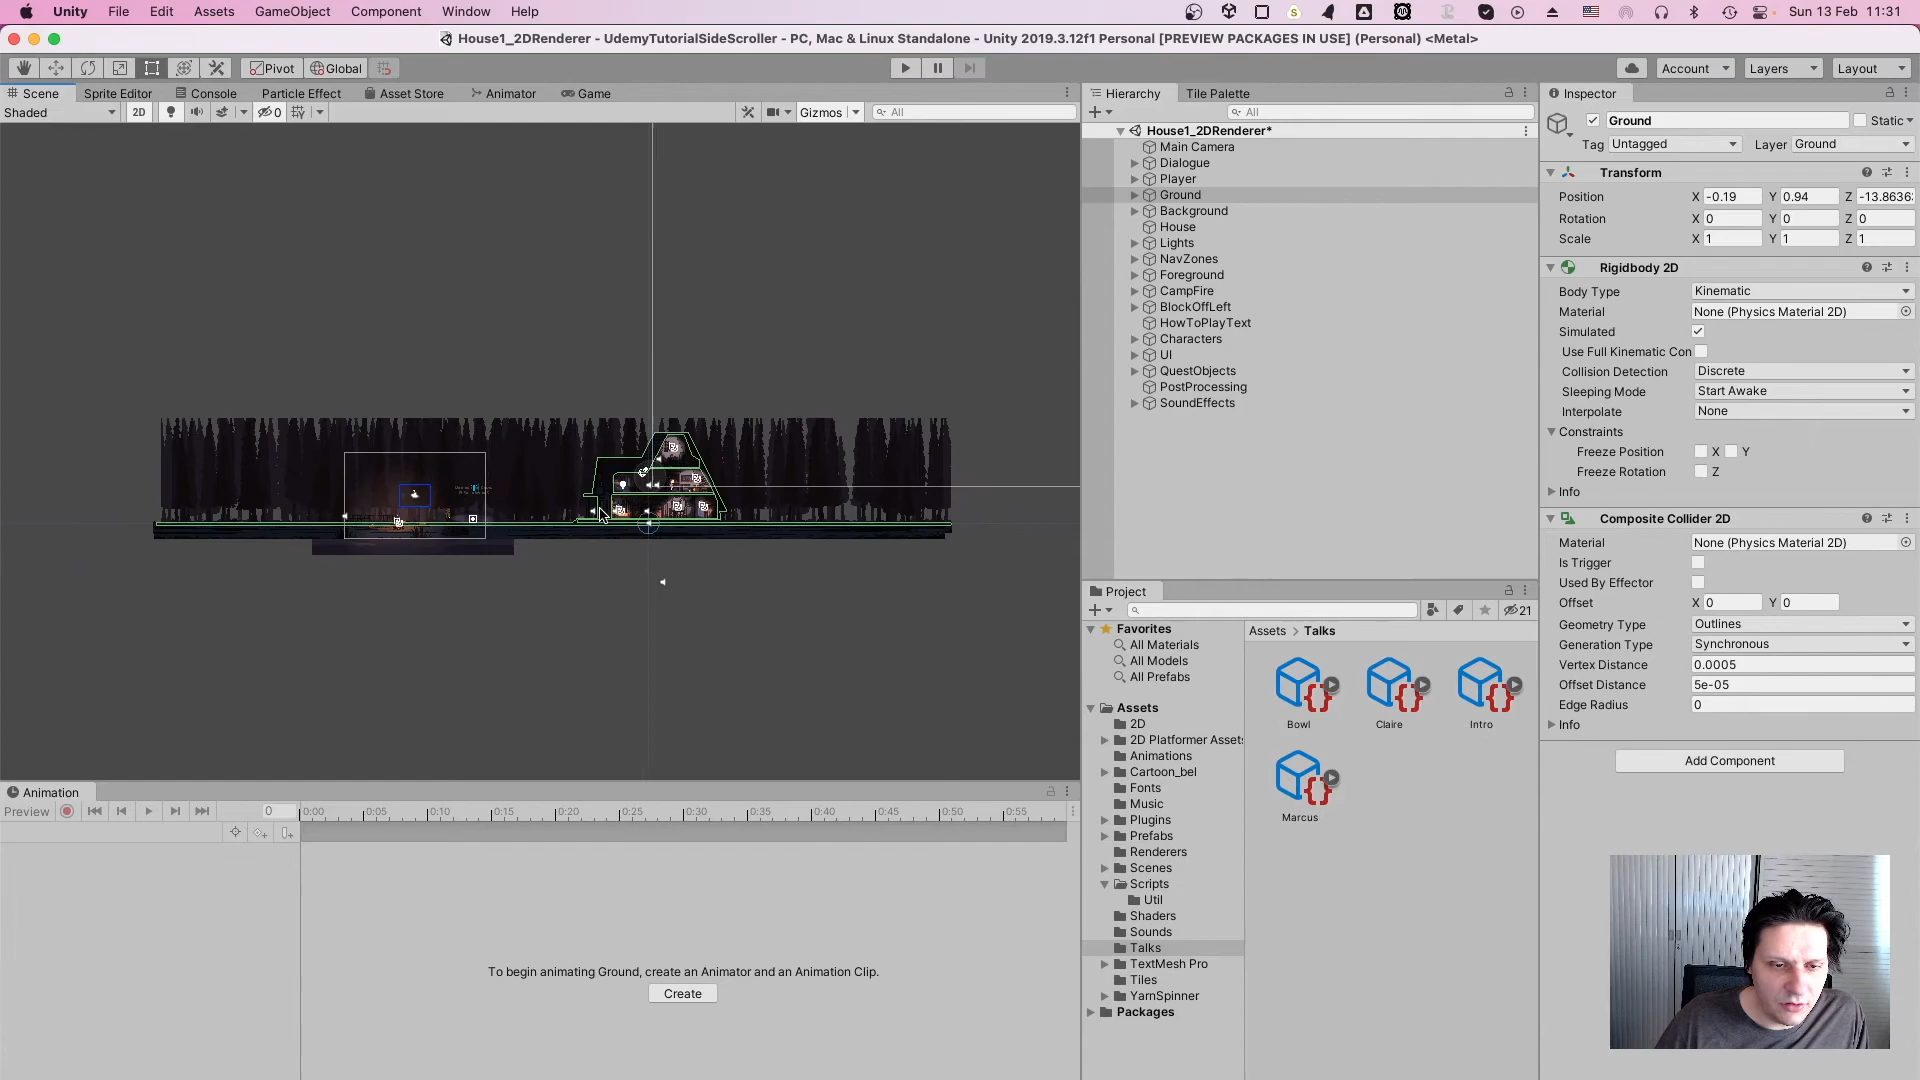 Unity File Edit Assets GameObject Component Window Help Sun 13 Feb 11:31
House1_2DRenderer - UdemyTutorialSideScroller - PC, Mac & Linux Standalone - Unity 2019.3.12f1 Personal [PREVIEW PACKAGES IN USE] (Personal) <Metal>
Pivot Global Account Layers Layout
Scene Sprite Editor Console Particle Effect Asset Store Animator Game
Shaded 2D 0 Gizmos All
Hierarchy Tile Palette
All
House1_2DRenderer*
Main Camera
Dialogue
Player
Ground
Background
House
Lights
NavZones
Foreground
CampFire
BlockOffLeft
HowToPlayText
Characters
UI
QuestObjects
PostProcessing
SoundEffects
Inspector
Ground Static
Tag Untagged Layer Ground
Transform
Position X -0.19 Y 0.94 Z -13.8636
Rotation X 0 Y 0 Z 0
Scale X 1 Y 1 Z 1
Rigidbody 2D
Body Type Kinematic
Material None (Physics Material 2D)
Simulated
Use Full Kinematic Con
Collision Detection Discrete
Sleeping Mode Start Awake
Interpolate None
Constraints
Freeze Position X Y
Freeze Rotation Z
Info
Composite Collider 2D
Material None (Physics Material 2D)
Is Trigger
Used By Effector
Offset X 0 Y 0
Geometry Type Outlines
Generation Type Synchronous
Vertex Distance 0.0005
Offset Distance 5e-05
Edge Radius 0
Info
Add Component
Project
21
Favorites
All Materials
All Models
All Prefabs
Assets
2D
2D Platformer Assets
Animations
Cartoon_bel
Fonts
Music
Plugins
Prefabs
Renderers
Scenes
Scripts
Util
Shaders
Sounds
Talks
TextMesh Pro
Tiles
YarnSpinner
Packages
Assets > Talks
Bowl Claire Intro
Marcus
Animation
Preview 0 0:00 0:05 0:10 0:15 0:20 0:25 0:30 0:35 0:40 0:45 0:50 0:55
To begin animating Ground, create an Animator and an Animation Clip.
Create